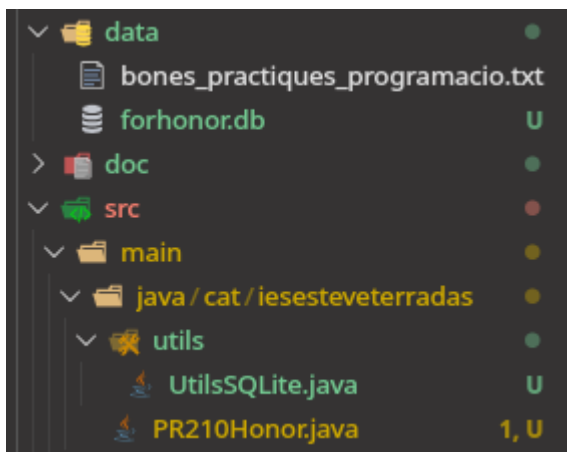 data
bones_practiques_programacio.txt
forhonor.db U
doc
src
main
java/cat/iesesteveterradas
utils
UtilsSQLite.java U
PR210Honor.java 1, U